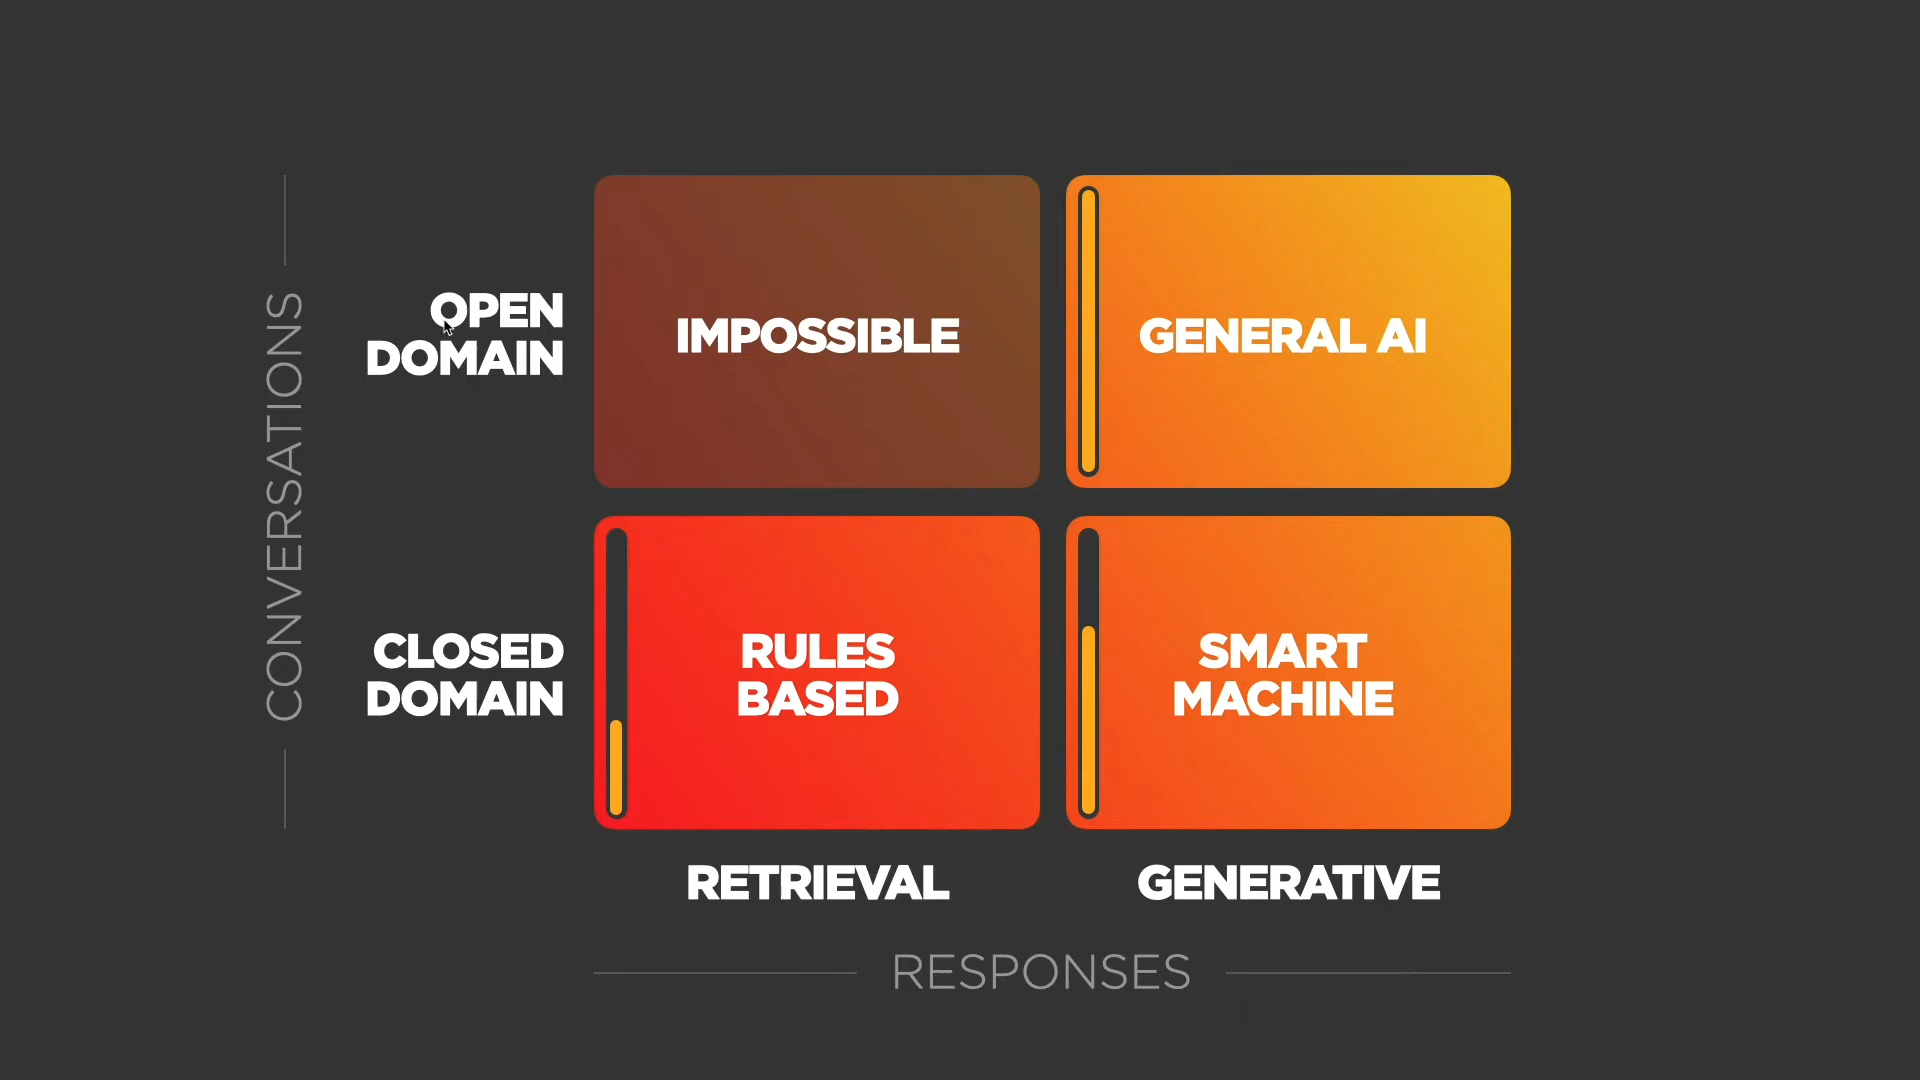 CONVERSATIONS
OPEN
DOMAIN
IMPOSSIBLE
GENERAL AI
CLOSED
DOMAIN
RULES
BASED
SMART
MACHINE
RETRIEVAL
GENERATIVE
RESPONSES